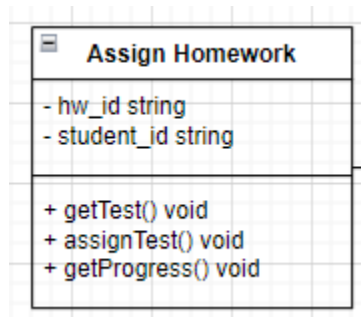 Assign Homework
- hw_id string
- student_id string
+ getTest() void
+ assignTest() void
+ getProgress() void